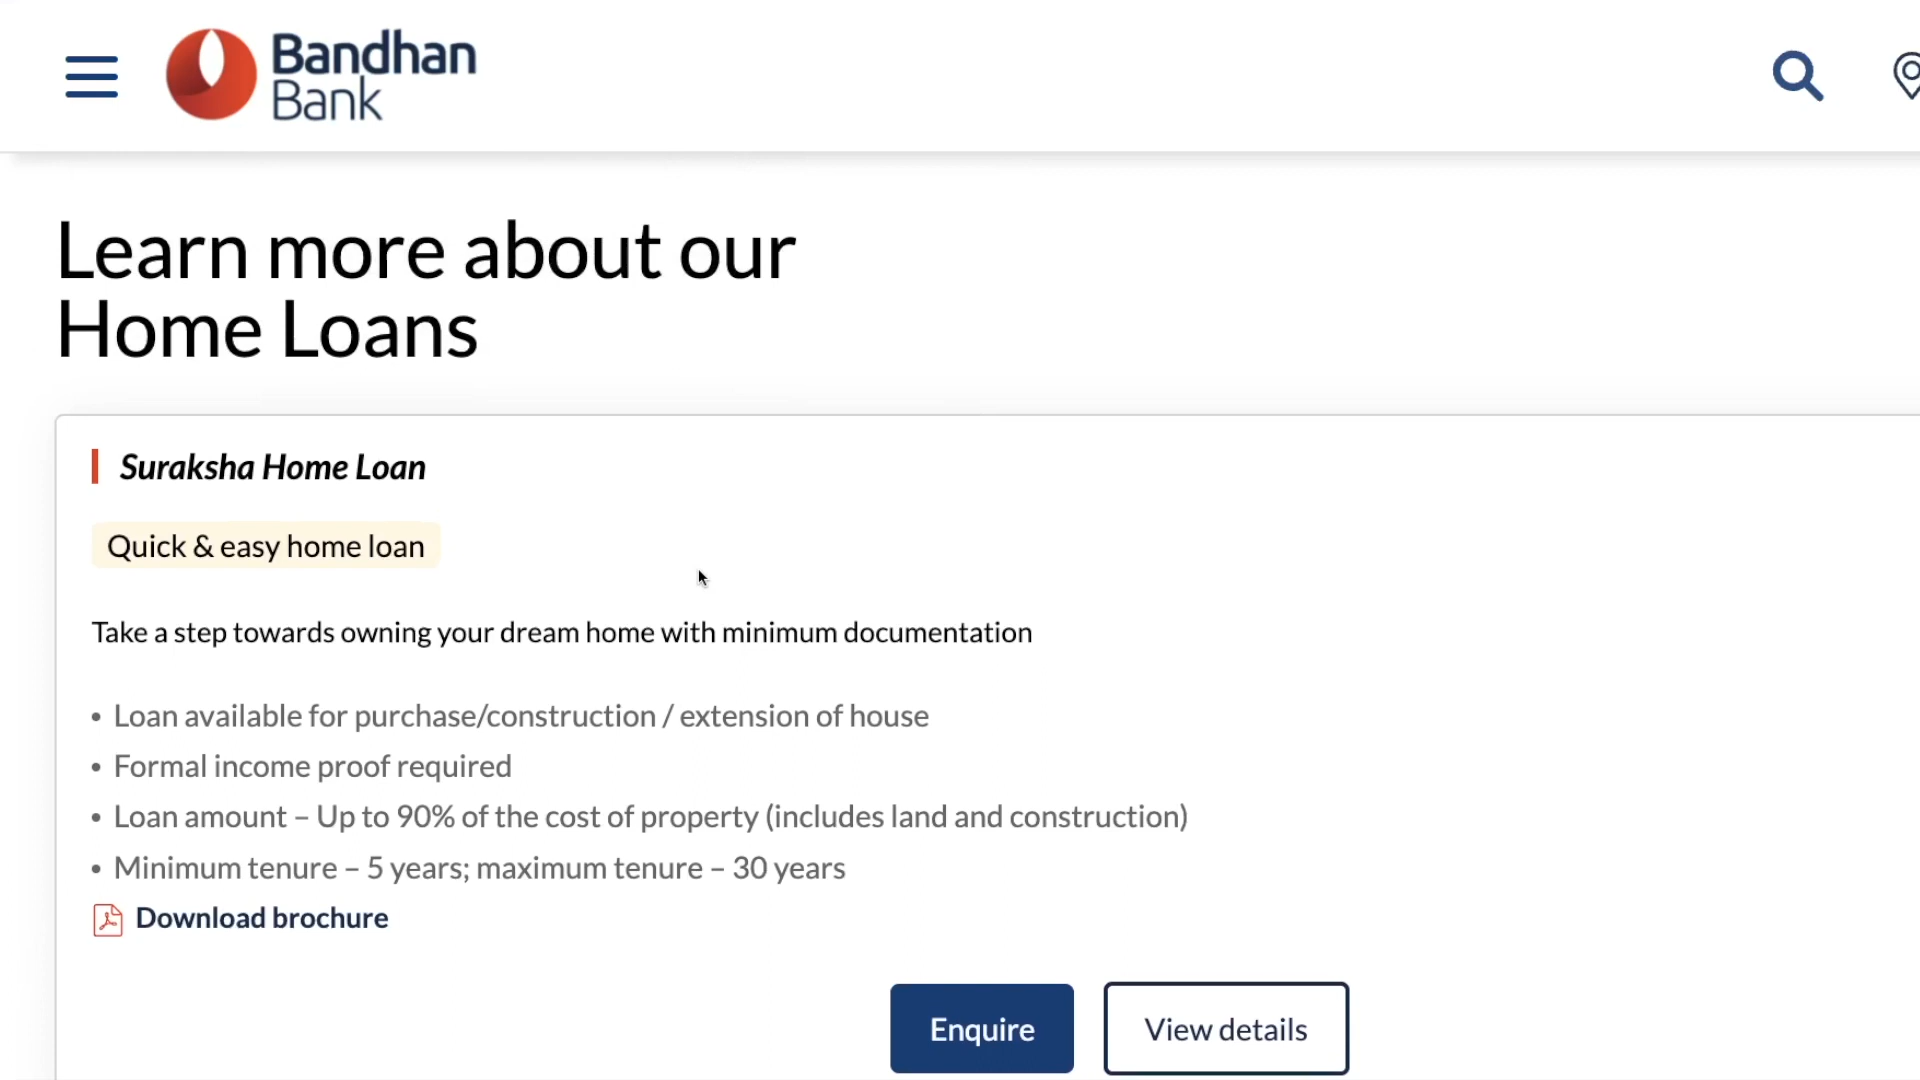 Bandhan
Bank
Learn more about our
Home Loans
Suraksha Home Loan
Quick & easy home loan
Take a step towards owning your dream home with minimum documentation
• Loan available for purchase/construction / extension of house
• Formal income proof required
• Loan amount – Up to 90% of the cost of property (includes land and construction)
• Minimum tenure – 5 years; maximum tenure – 30 years
Download brochure
Enquire
View details